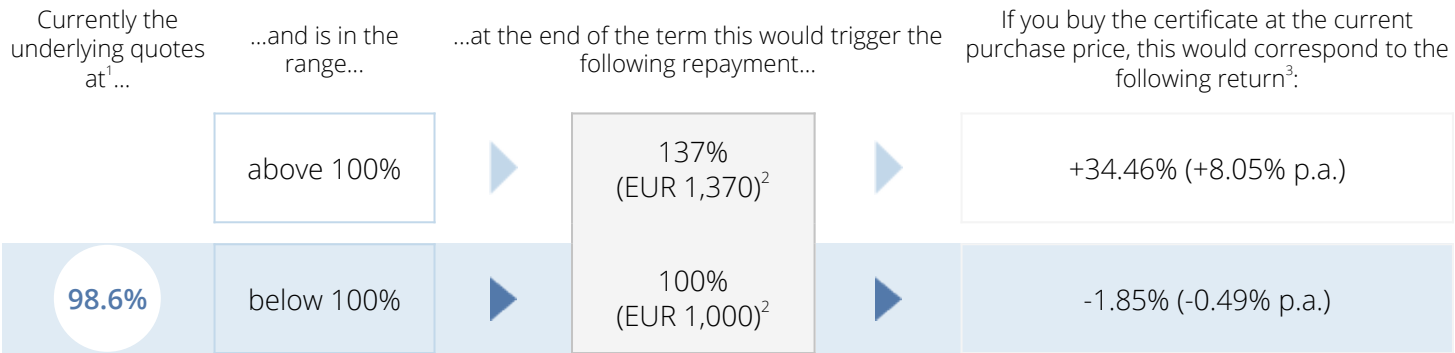 Currently the
underlying quotes
at¹...
...and is in the
range...
...at the end of the term this would trigger the
following repayment...
If you buy the certificate at the current
purchase price, this would correspond to the
following return³:
above 100%
137%
(EUR 1,370)²
+34.46% (+8.05% p.a.)
98.6%
below 100%
100%
(EUR 1,000)²
-1.85% (-0.49% p.a.)